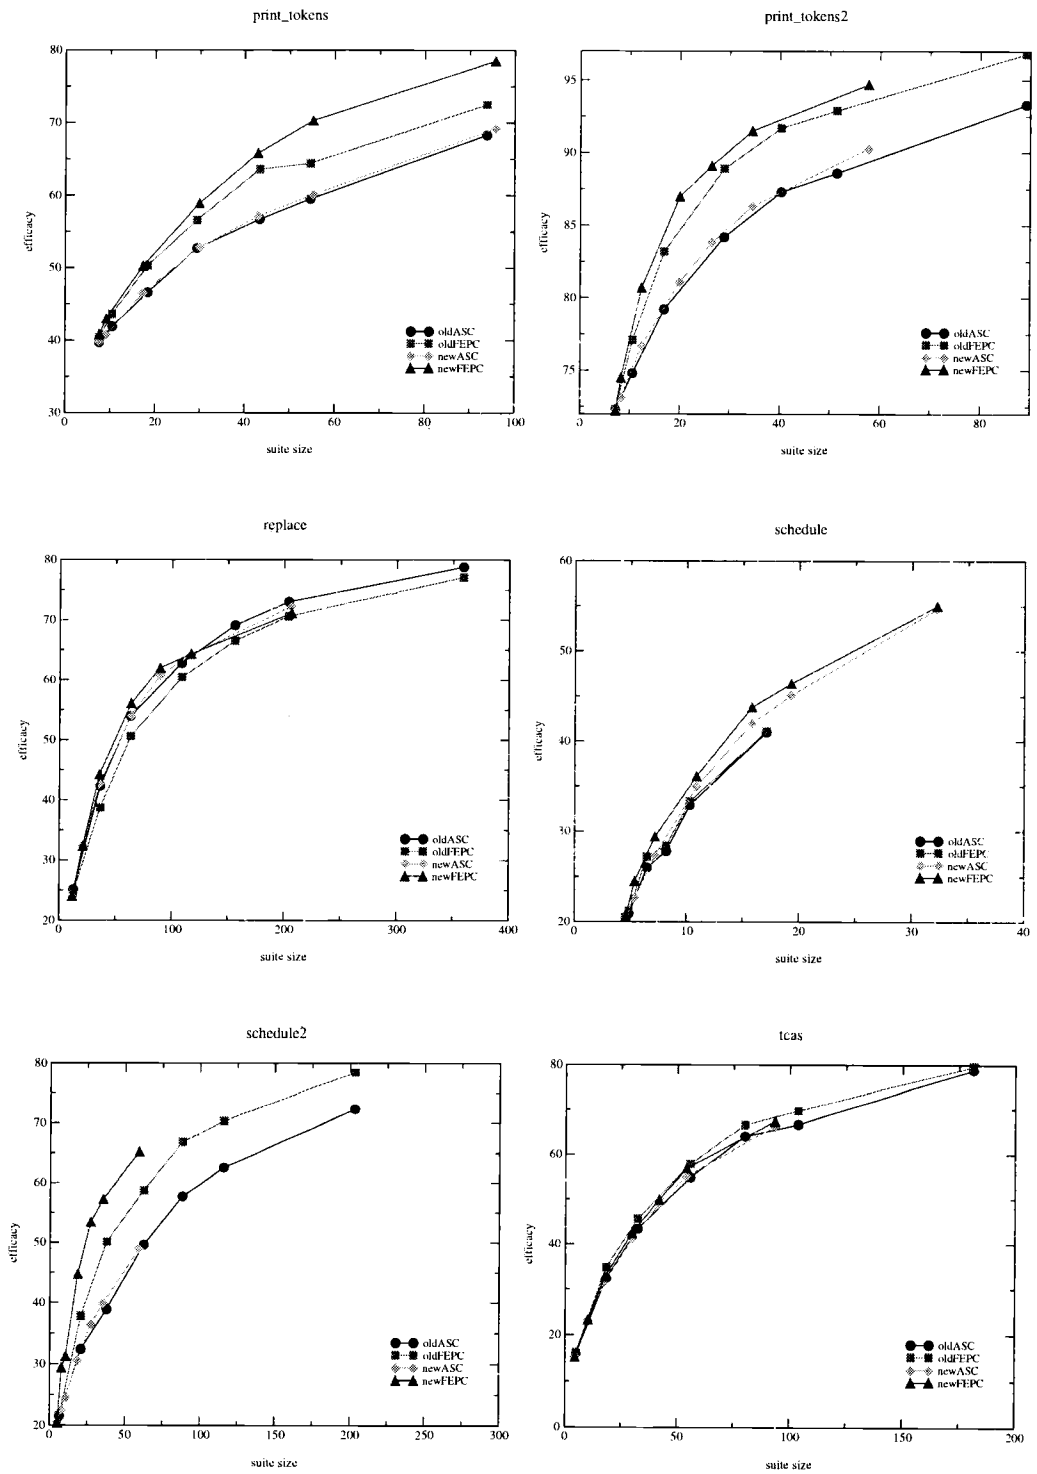 print_tokens
80
70
60
50
40
30
efficacy
0 20 40 60 80 100
suite size
oldASC
oldFEPC
newASC
newFEPC
print_tokens2
95
90
85
80
75
efficacy
20 40 60 80
suite size
oldASC
oldFEPC
newASC
newFEPC
replace
80
70
60
50
40
30
20
efficacy
0 100 200 300 400
suite size
oldASC
oldFEPC
newASC
newFEPC
schedule
60
50
40
30
20
efficacy
0 10 20 30 40
suite size
oldASC
oldFEPC
newASC
newFEPC
schedule2
80
70
60
50
40
30
20
efficacy
0 50 100 150 200 250 300
suite size
oldASC
oldFEPC
newASC
newFEPC
tcas
80
60
40
20
0
efficacy
0 50 100 150 200
suite size
oldASC
oldFEPC
newASC
newFEPC